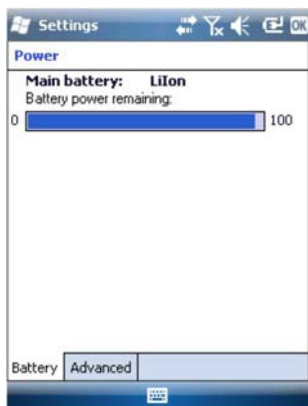 Settings
OK
Power
Main battery: LiIon
Battery power remaining:
0 100
Battery Advanced